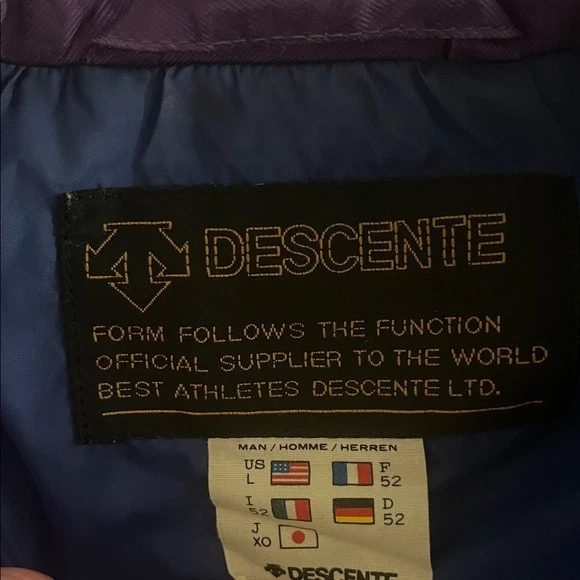 DESCENTE
FORM FOLLOWS THE FUNCTION
OFFICIAL SUPPLIER TO THE WORLD
BEST ATHLETES DESCENTE LTD.
MAN / HOMME / HERREN
US L F 52
I 52 D 52
J XO
DESCENTE